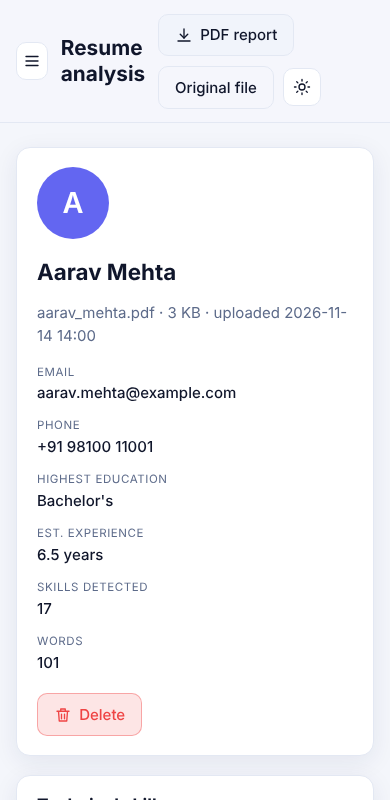 Resume
analysis
PDF report
Original file
A
Aarav Mehta
aarav_mehta.pdf · 3 KB · uploaded 2026-11-
14 14:00
EMAIL
aarav.mehta@example.com
PHONE
+91 98100 11001
HIGHEST EDUCATION
Bachelor's
EST. EXPERIENCE
6.5 years
SKILLS DETECTED
17
WORDS
101
Delete